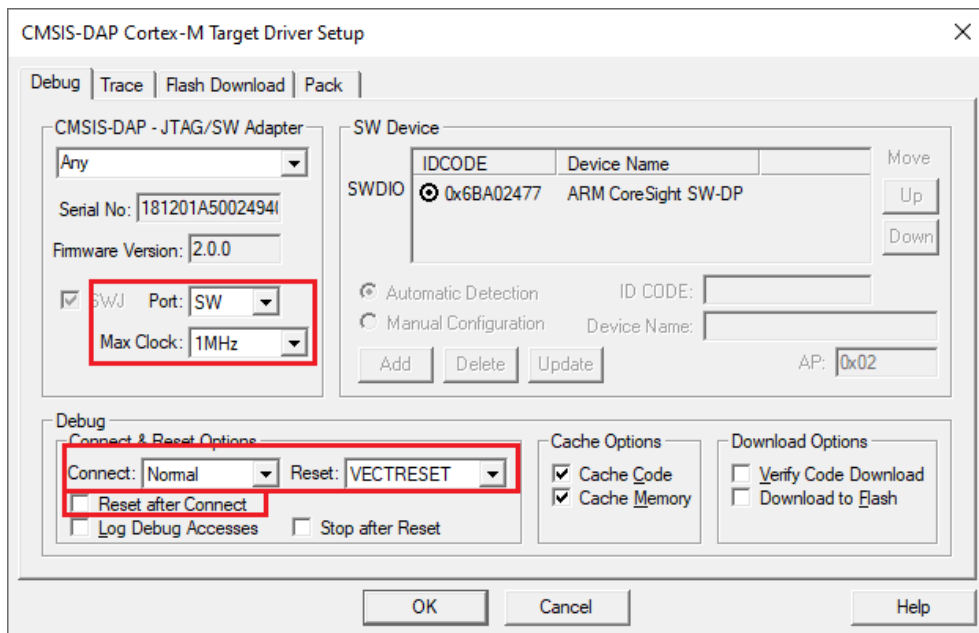 CMSIS-DAP Cortex-M Target Driver Setup
Debug Trace Flash Download Pack
CMSIS-DAP - JTAG/SW Adapter
Any
Serial No: 181201A5002494(
Firmware Version: 2.0.0
SWJ Port: SW
Max Clock: 1MHz
SW Device
IDCODE Device Name Move
SWDIO 0x6BA02477 ARM CoreSight SW-DP Up
Down
Automatic Detection ID CODE:
Manual Configuration Device Name:
Add Delete Update AP: 0x02
Debug
Connect & Reset Options
Connect: Normal Reset: VECTRESET
Reset after Connect
Log Debug Accesses Stop after Reset
Cache Options
Cache Code
Cache Memory
Download Options
Verify Code Download
Download to Flash
OK Cancel Help